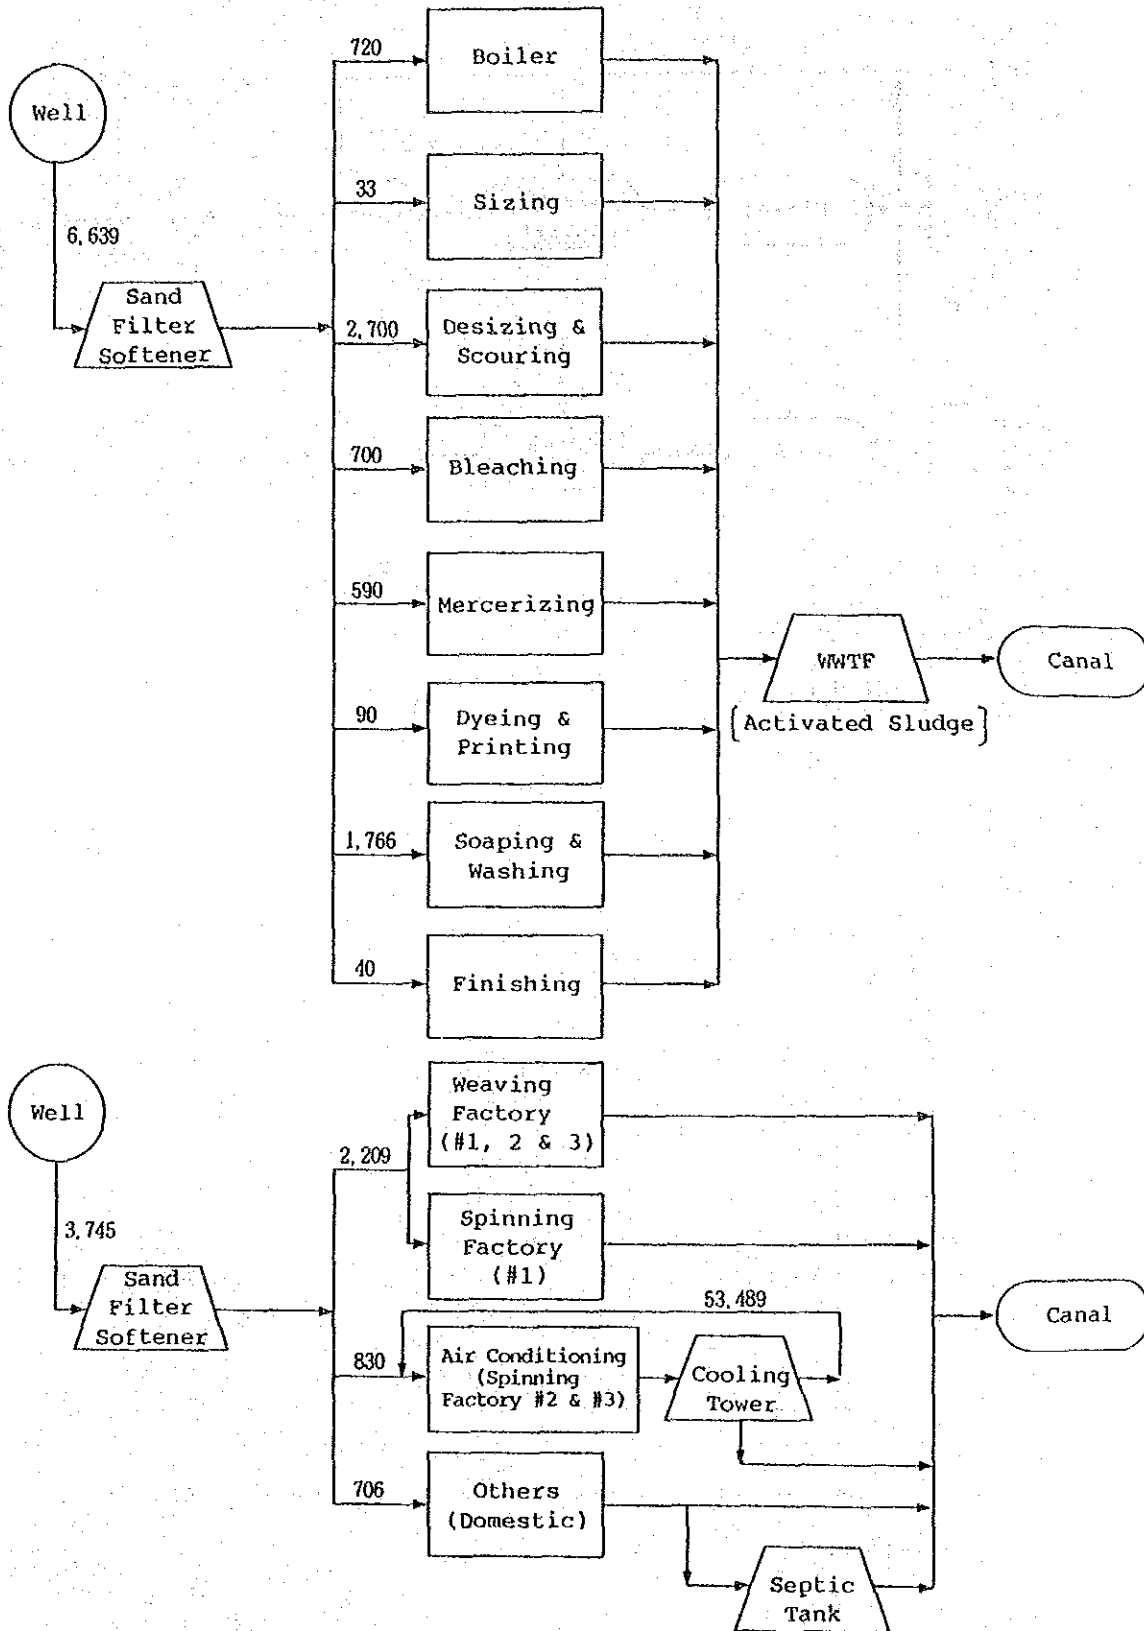 720
Boiler
Well
33
Sizing
6,639
Sand
Filter
Softener
2,700
Desizing &
Scouring
700
Bleaching
590
Mercerizing
WWTF
Canal
[Activated Sludge]
90
Dyeing &
Printing
1,766
Soaping &
Washing
40
Finishing
Well
Weaving
Factory
(#1, 2 & 3)
2,209
3,745
Spinning
Factory
(#1)
Sand
Filter
Softener
53,489
Canal
830
Air Conditioning
(Spinning
Factory #2 & #3)
Cooling
Tower
706
Others
(Domestic)
Septic
Tank